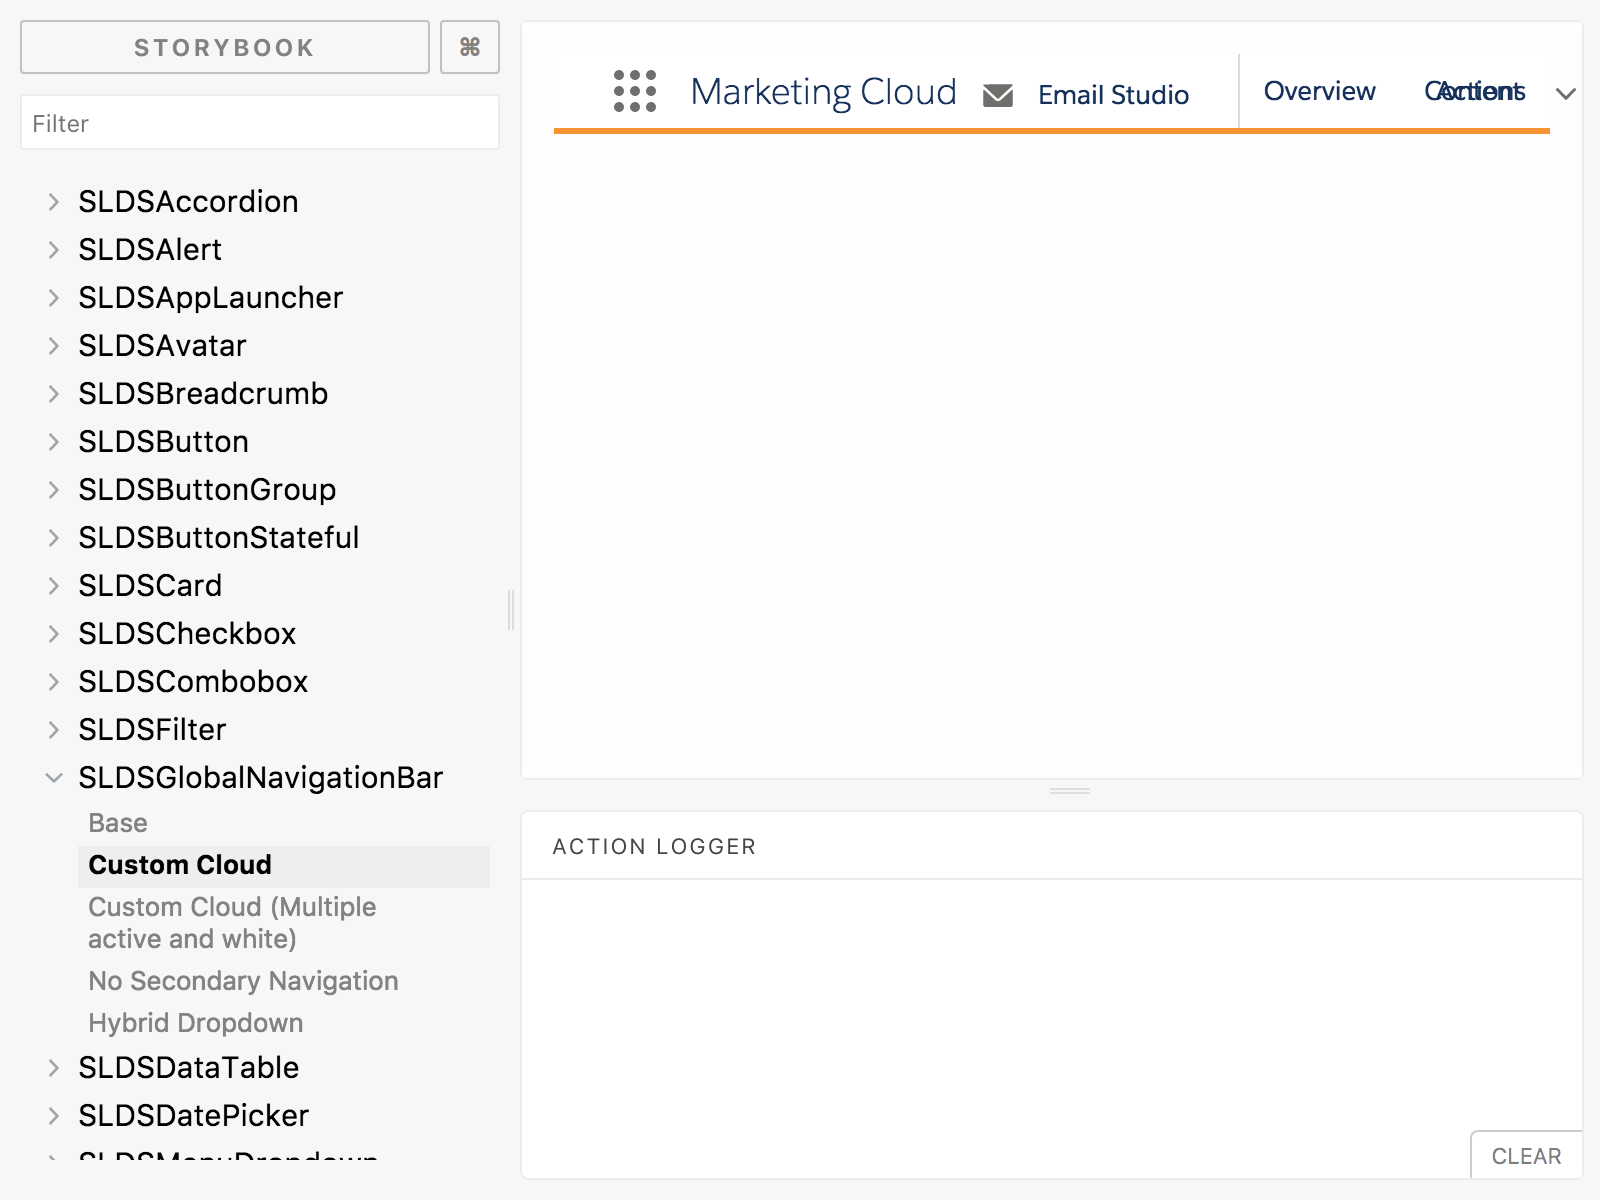 STORYBOOK
⌘
Filter
SLDSAccordion
SLDSAlert
SLDSAppLauncher
SLDSAvatar
SLDSBreadcrumb
SLDSButton
SLDSButtonGroup
SLDSButtonStateful
SLDSCard
SLDSCheckbox
SLDSCombobox
SLDSFilter
SLDSGlobalNavigationBar
Base
Custom Cloud
Custom Cloud (Multiple
active and white)
No Secondary Navigation
Hybrid Dropdown
SLDSDataTable
SLDSDatePicker
SLDSMenuDropdown
Marketing Cloud
Email Studio
Overview
Content
Actions
ACTION LOGGER
CLEAR